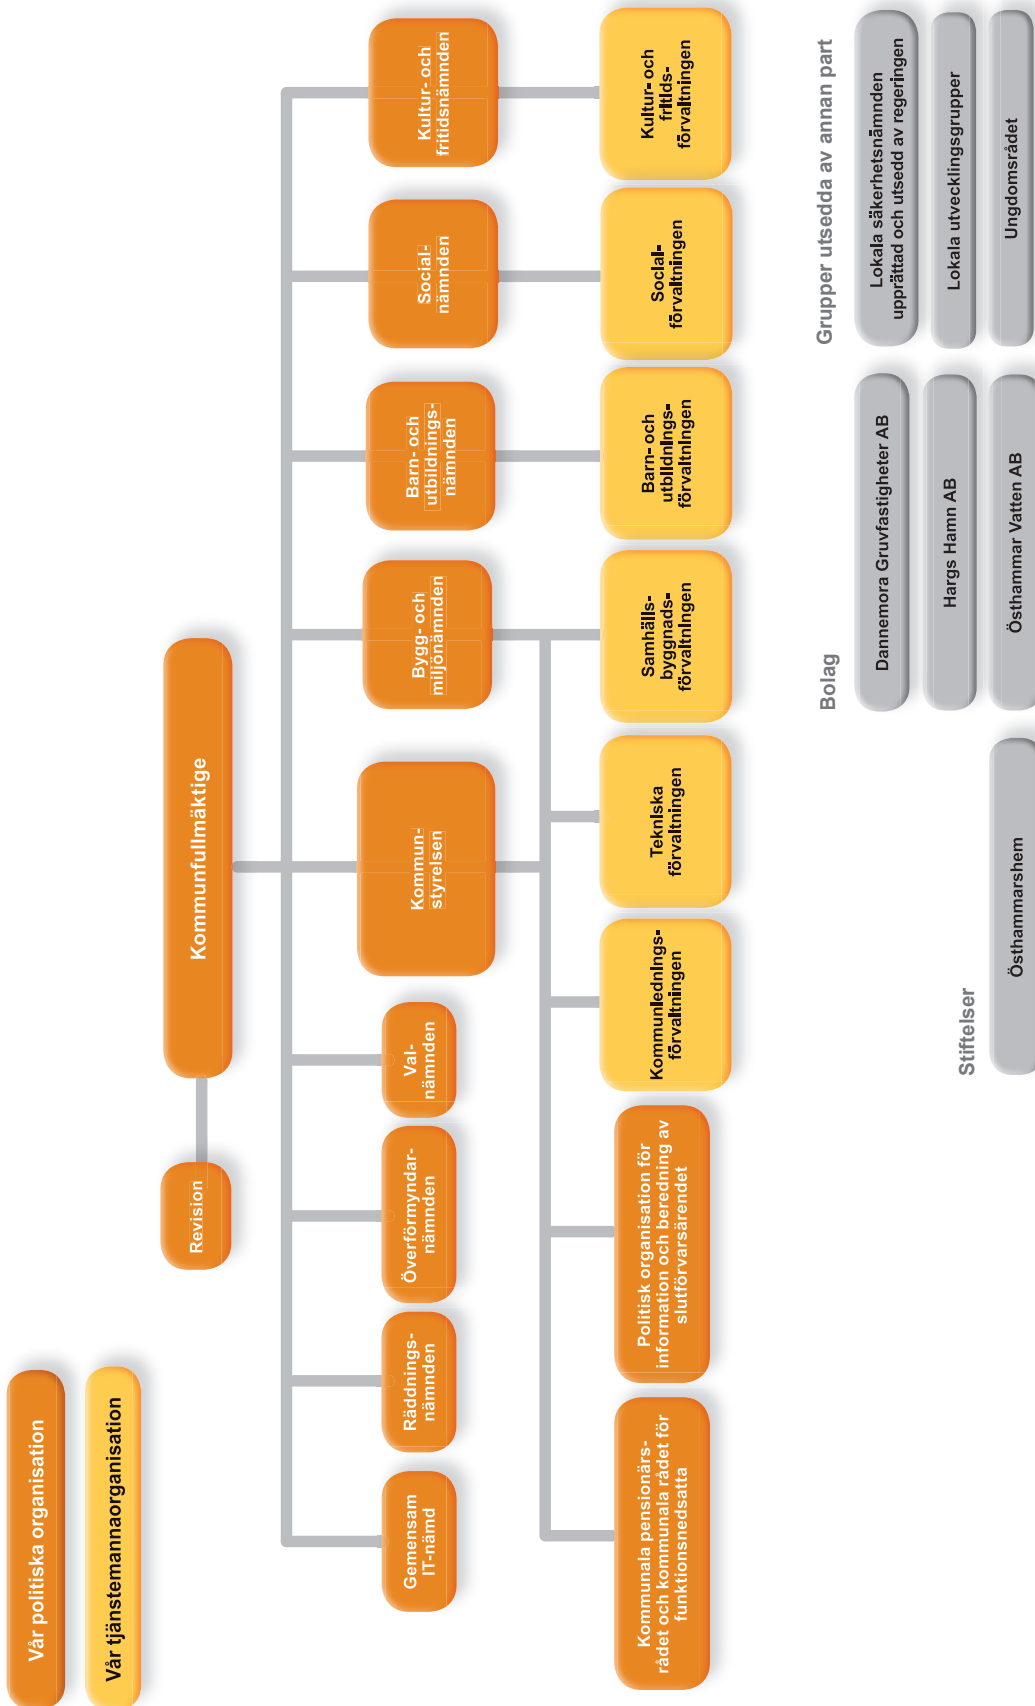 Vår politiska organisation
Vår tjänstemannaorganisation
Revision
Kommunfullmäktige
Gemensam
IT-nämd
Räddnings-
nämnden
Överförmyndar-
nämnden
Val-
nämnden
Kommun-
styrelsen
Bygg- och
miljönämnden
Barn- och
utbildnings-
nämnden
Social-
nämnden
Kultur- och
fritidsnämnden
Kommunala pensionärs-
rådet och kommunala rådet för
funktionsnedsatta
Politisk organisation för
information och beredning av
slutförvarsärendet
Kommunlednings-
förvaltningen
Tekniska
förvaltningen
Samhälls-
byggnads-
förvaltningen
Barn- och
utbildnings-
förvaltningen
Social-
förvaltningen
Kultur- och
fritids-
förvaltningen
Stiftelser
Östhammarshem
Bolag
Dannemora Gruvfastigheter AB
Hargs Hamn AB
Östhammar Vatten AB
Grupper utsedda av annan part
Lokala säkerhetsnämnden
upprättad och utsedd av regeringen
Lokala utvecklingsgrupper
Ungdomsrådet